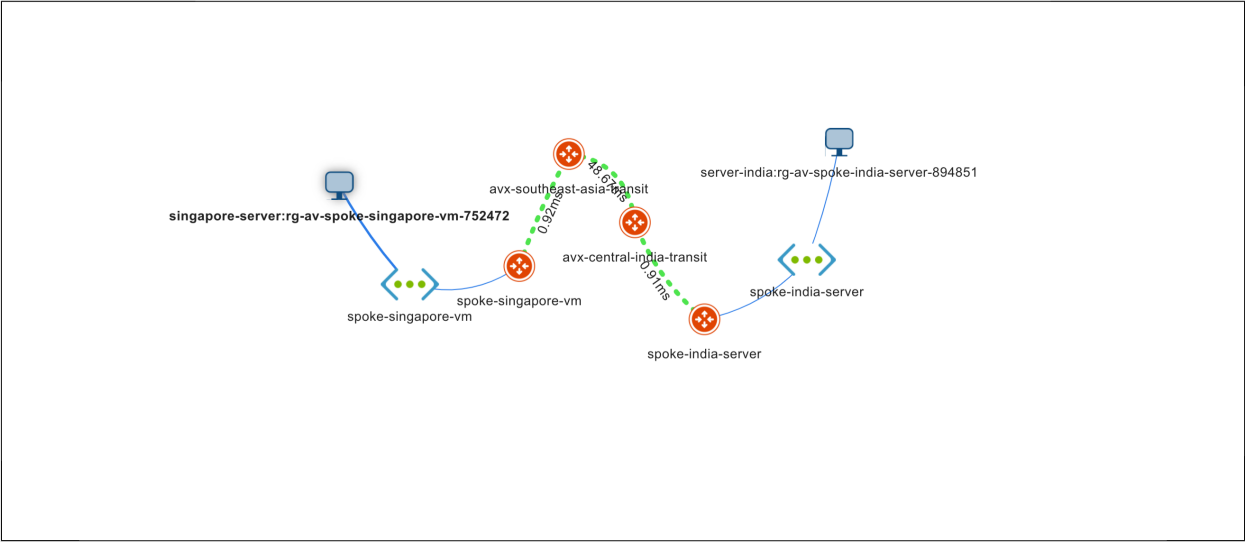 48.67ms
server-india:rg-av-spoke-india-server-894851
avx-southeast-asia-transit
0.92ms
singapore-server:rg-av-spoke-singapore-vm-752472
avx-central-india-transit
0.91ms
spoke-india-server
spoke-singapore-vm
spoke-singapore-vm
spoke-india-server